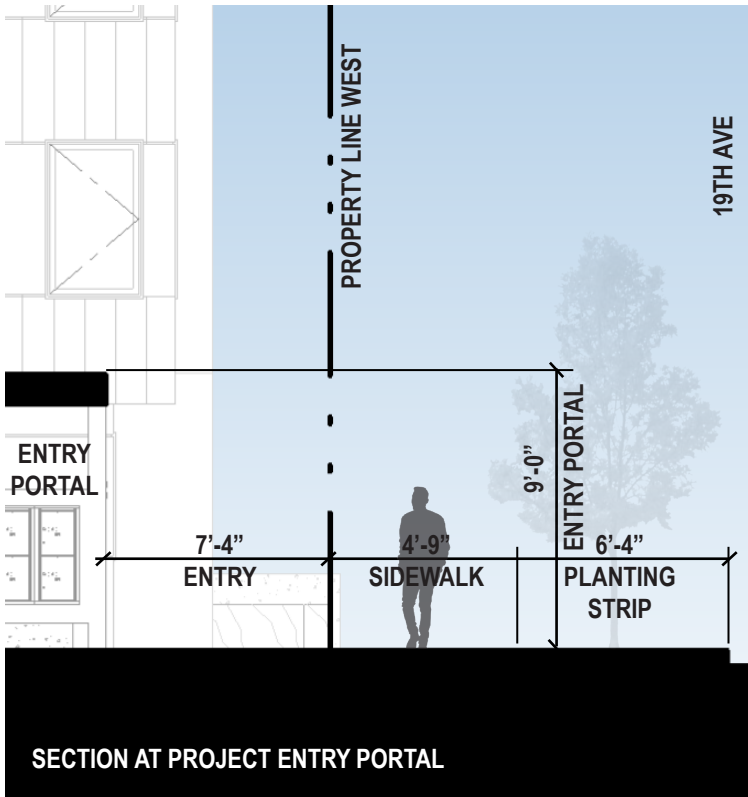 PROPERTY LINE WEST
19TH AVE
ENTRY
PORTAL
9’-0”
ENTRY PORTAL
7’-4”
ENTRY
4’-9”
SIDEWALK
6’-4”
PLANTING
STRIP
SECTION AT PROJECT ENTRY PORTAL